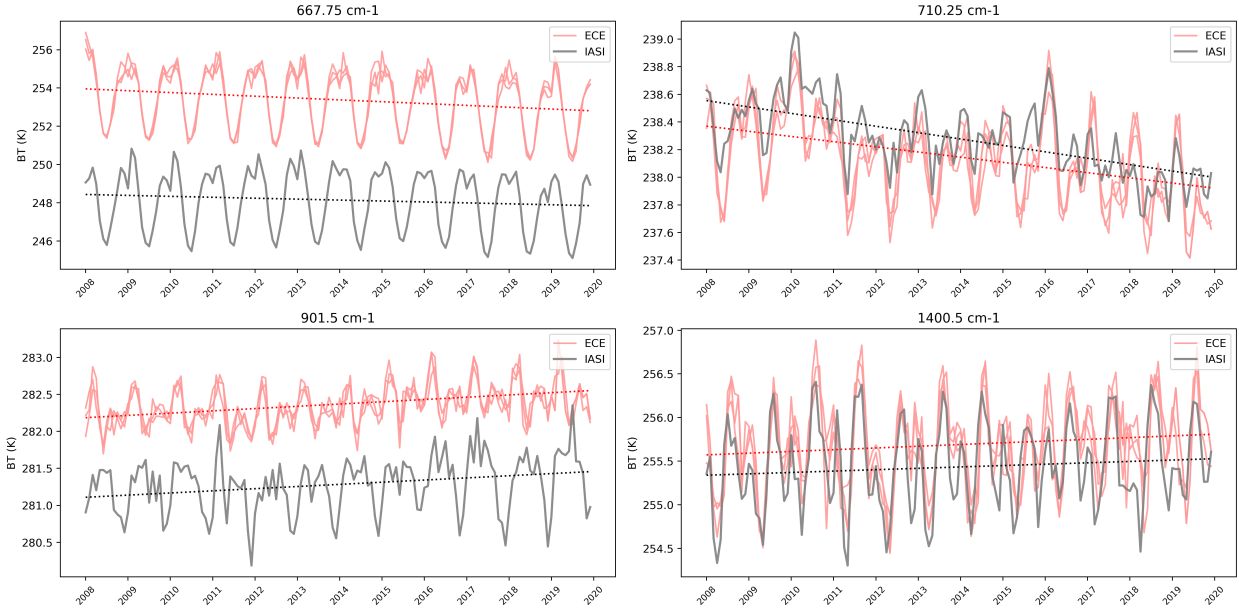 667.75 cm-1
BT (K)
256
254
252
250
248
246
ECE
IASI
2008 2009 2010 2011 2012 2013 2014 2015 2016 2017 2018 2019 2020
710.25 cm-1
BT (K)
239.0
238.8
238.6
238.4
238.2
238.0
237.8
237.6
237.4
ECE
IASI
2008 2009 2010 2011 2012 2013 2014 2015 2016 2017 2018 2019 2020
901.5 cm-1
BT (K)
283.0
282.5
282.0
281.5
281.0
280.5
ECE
IASI
2008 2009 2010 2011 2012 2013 2014 2015 2016 2017 2018 2019 2020
1400.5 cm-1
BT (K)
257.0
256.5
256.0
255.5
255.0
254.5
ECE
IASI
2008 2009 2010 2011 2012 2013 2014 2015 2016 2017 2018 2019 2020